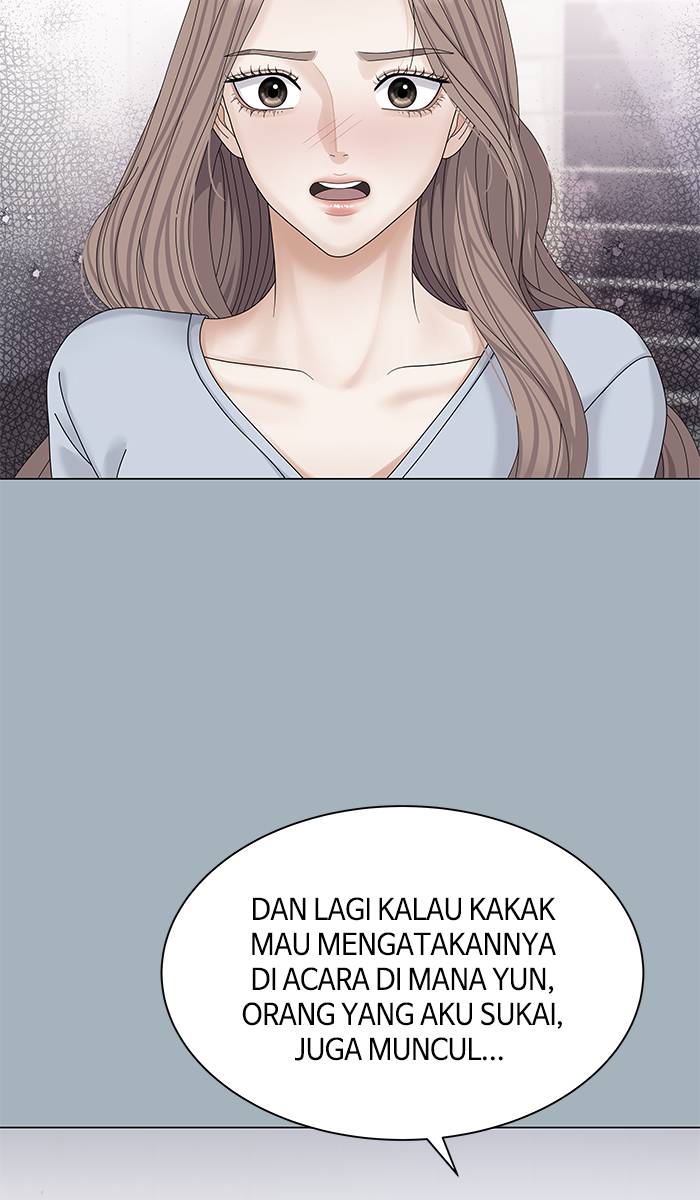 DAN LAGI KALAU KAKAK
MAU MENGATAKANNYA
DI ACARA DI MANA YUN,
ORANG YANG AKU SUKAI,
JUGA MUNCUL...